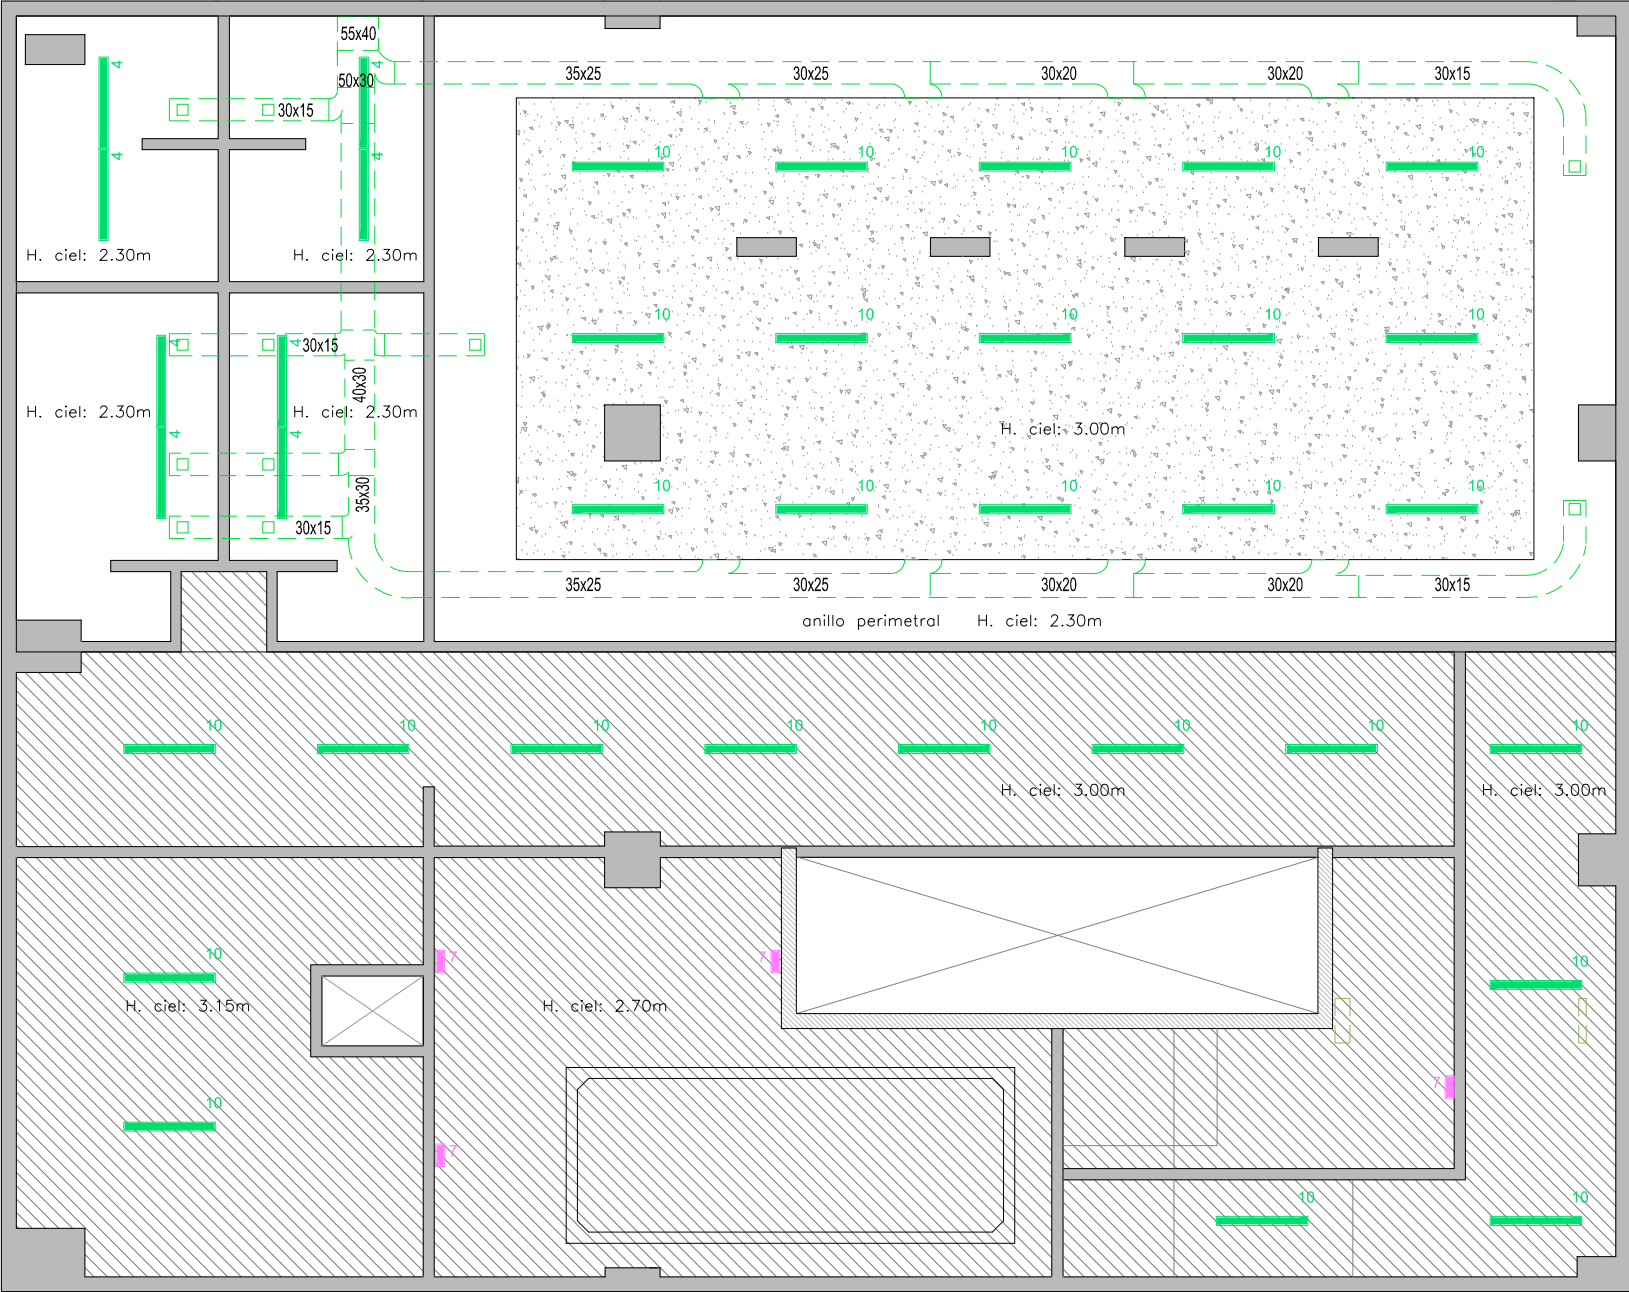 55x40
4 4
50x30 35x25 30x25 30x20 30x20 30x15
30x15
4 4 10 10 10 10 10
H. ciel: 2.30m H. ciel: 2.30m
10 10 10 10 10
4 30x15 4
40x30
H. ciel: 2.30m H. ciel: 2.30m
H. ciel: 3.00m
4 4
35x30 10 10 10 10 10
30x15
35x25 30x25 30x20 30x20 30x15
anillo perimetral H. ciel: 2.30m
10 10 10 10 10 10 10 10
H. ciel: 3.00m H. ciel: 3.00m
10 7 7 10
H. ciel: 3.15m H. ciel: 2.70m
7
10
7
10 10